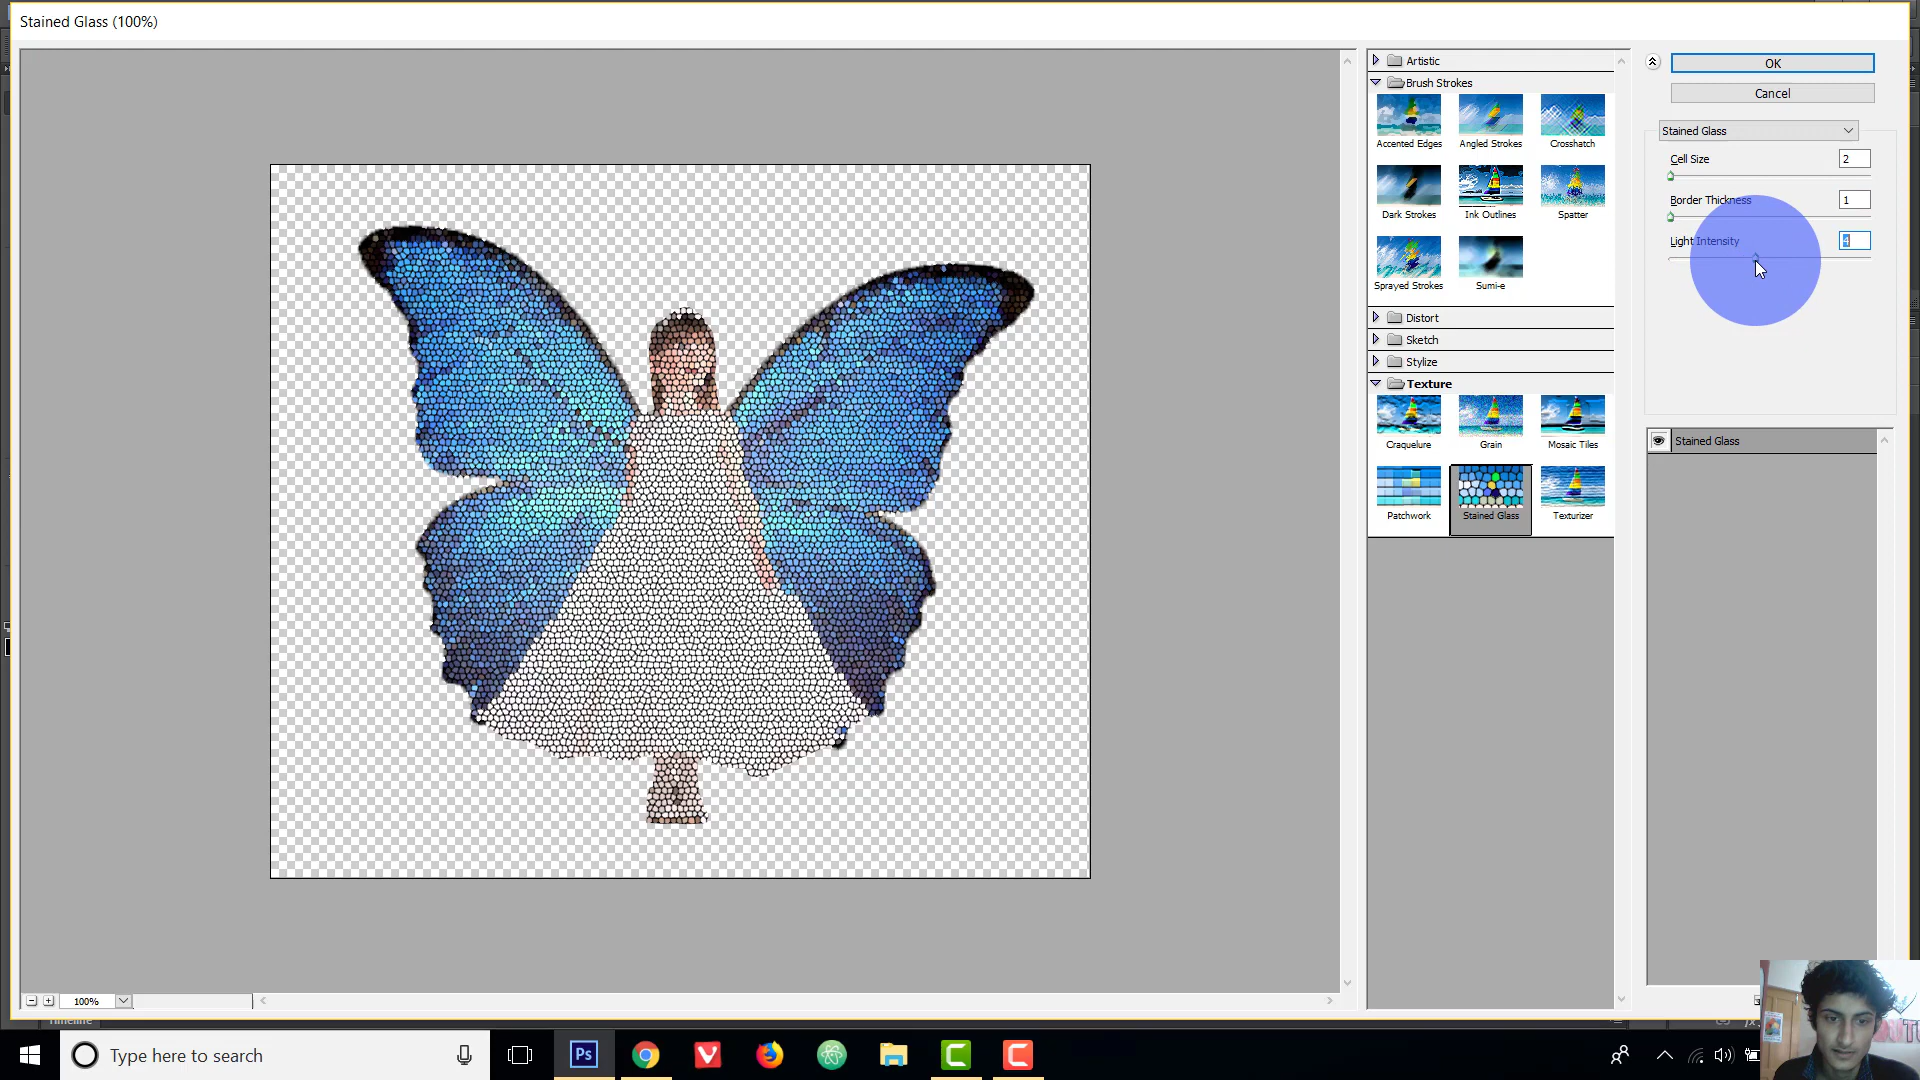 Stained Glass (100%)
Artistic
Brush Strokes
Accented Edges
Angled Strokes
Crosshatch
Dark Strokes
Ink Outlines
Spatter
Sprayed Strokes
Sumi-e
Distort
Sketch
Stylize
Texture
Craquelure
Grain
Mosaic Tiles
Patchwork
Stained Glass
Texturizer
OK
Cancel
Stained Glass
Cell Size 2
Border Thickness 1
Light Intensity 4
Stained Glass
100%
Timeline
Type here to search
Ps